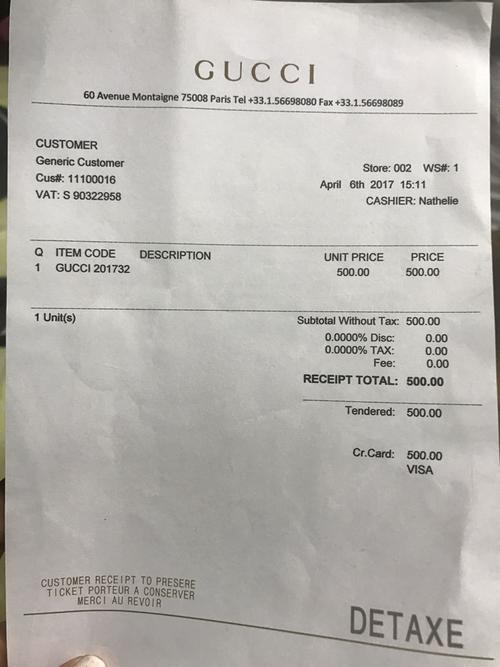 GUCCI
60 Avenue Montaigne 75008 Paris Tel +33.1.56698080 Fax +33.1.56698089
CUSTOMER
Generic Customer
Cus#: 11100016
VAT: S 90322958
Store: 002 WS#: 1
April 6th 2017 15:11
CASHIER: Nathelie
Q ITEM CODE DESCRIPTION UNIT PRICE PRICE
1 GUCCI 201732 500.00 500.00
1 Unit(s)
Subtotal Without Tax: 500.00
0.0000% Disc: 0.00
0.0000% TAX: 0.00
Fee: 0.00
RECEIPT TOTAL: 500.00
Tendered: 500.00
Cr.Card: 500.00
VISA
CUSTOMER RECEIPT TO PRESERE
TICKET PORTEUR A CONSERVER
MERCI AU REVOIR
DETAXE